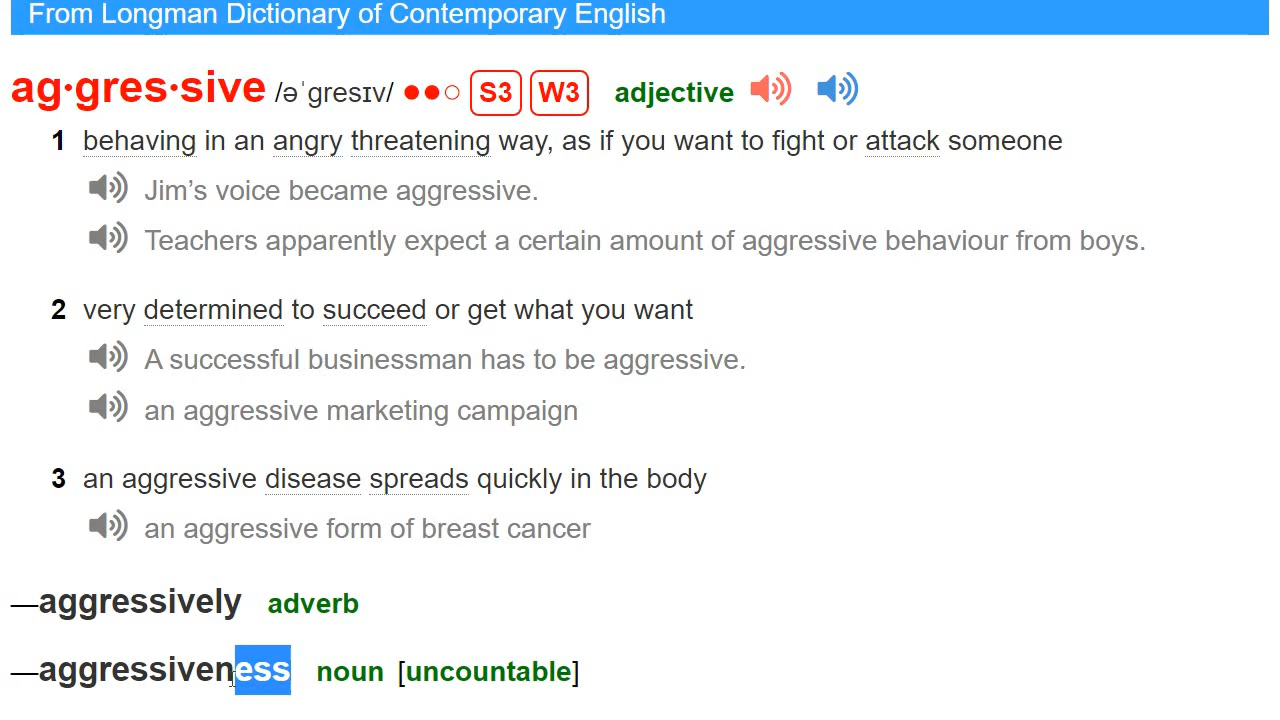 From Longman Dictionary of Contemporary English
ag·gres·sive /əˈɡresɪv/ ●●○ S3 W3 adjective
1 behaving in an angry threatening way, as if you want to fight or attack someone
Jim’s voice became aggressive.
Teachers apparently expect a certain amount of aggressive behaviour from boys.
2 very determined to succeed or get what you want
A successful businessman has to be aggressive.
an aggressive marketing campaign
3 an aggressive disease spreads quickly in the body
an aggressive form of breast cancer
—aggressively adverb
—aggressiveness noun [uncountable]